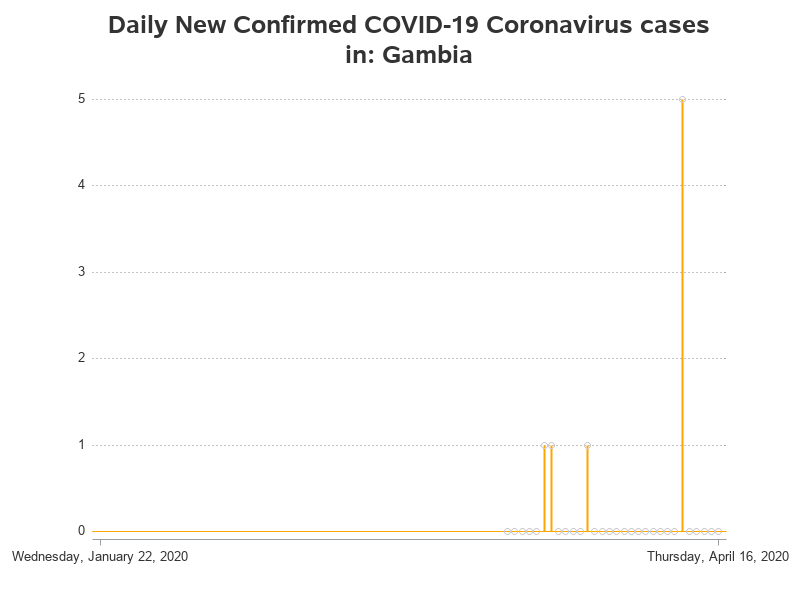 Daily New Confirmed COVID-19 Coronavirus cases
in: Gambia
5
4
3
2
1
0
Wednesday, January 22, 2020 Thursday, April 16, 2020